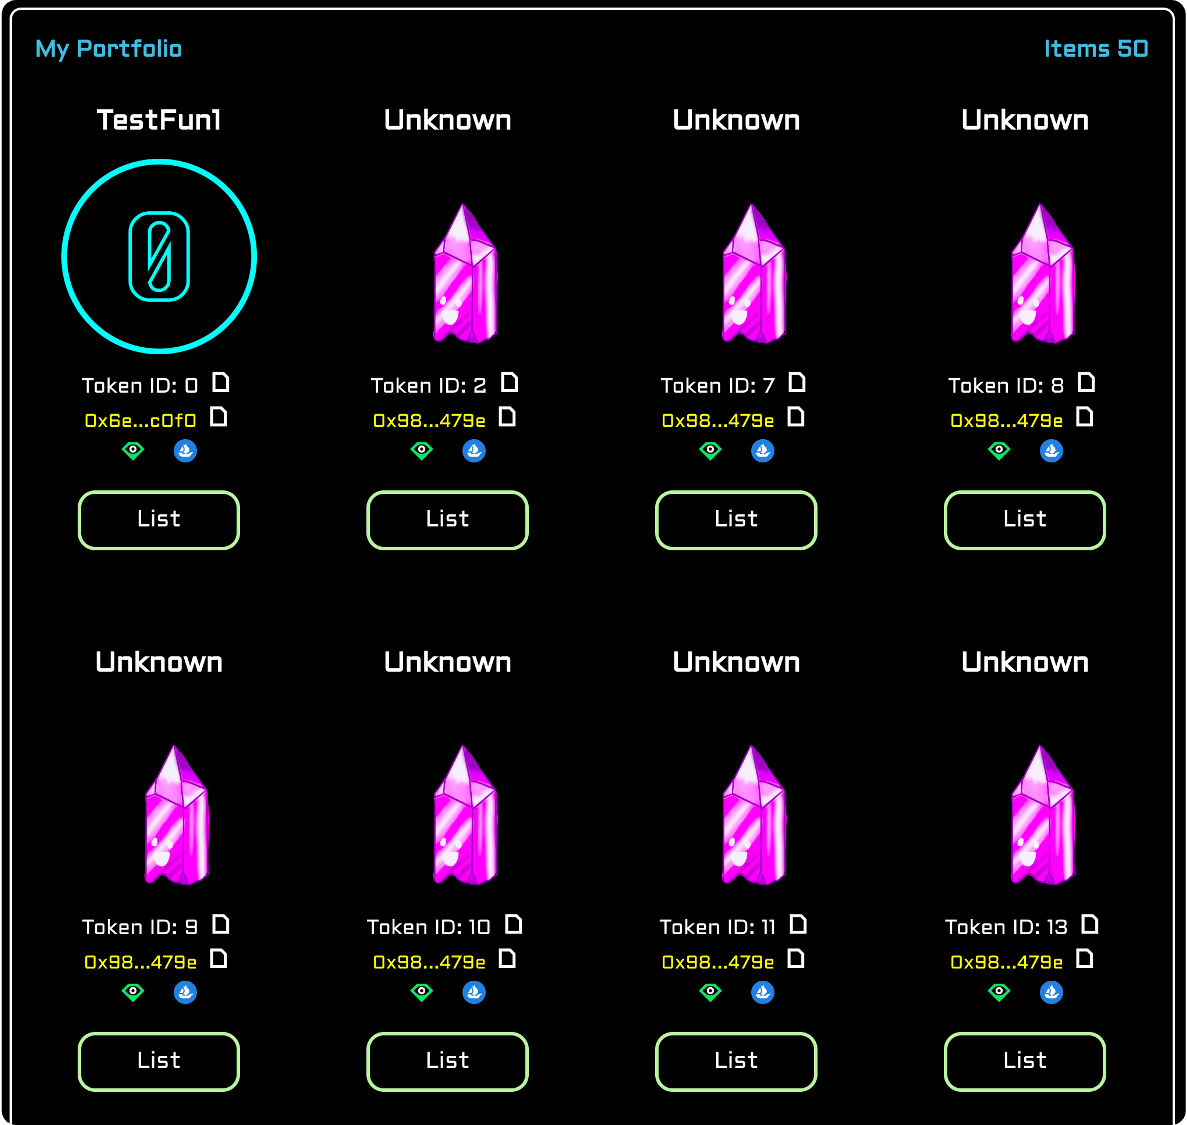 My Portfolio
Items 50
TestFun1
Unknown
Unknown
Unknown
0
Token ID: 0
Token ID: 2
Token ID: 7
Token ID: 8
0x6e...c0f0
0x98...479e
0x98...479e
0x98...479e
List
List
List
List
Unknown
Unknown
Unknown
Unknown
Token ID: 9
Token ID: 10
Token ID: 11
Token ID: 13
0x98...479e
0x98...479e
0x98...479e
0x98...479e
List
List
List
List